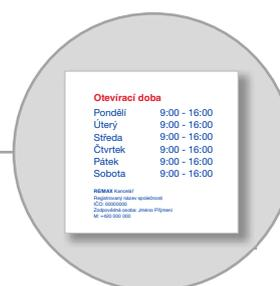 Otevírací doba
Pondělí 9:00 - 16:00
Úterý 9:00 - 16:00
Středa 9:00 - 16:00
Čtvrtek 9:00 - 16:00
Pátek 9:00 - 16:00
Sobota 9:00 - 16:00
RE/MAX Kancelář
Registrovaný název společnosti
IČO: 00000000
Zodpovědná osoba: Jméno Příjmení
M: +420 000 000